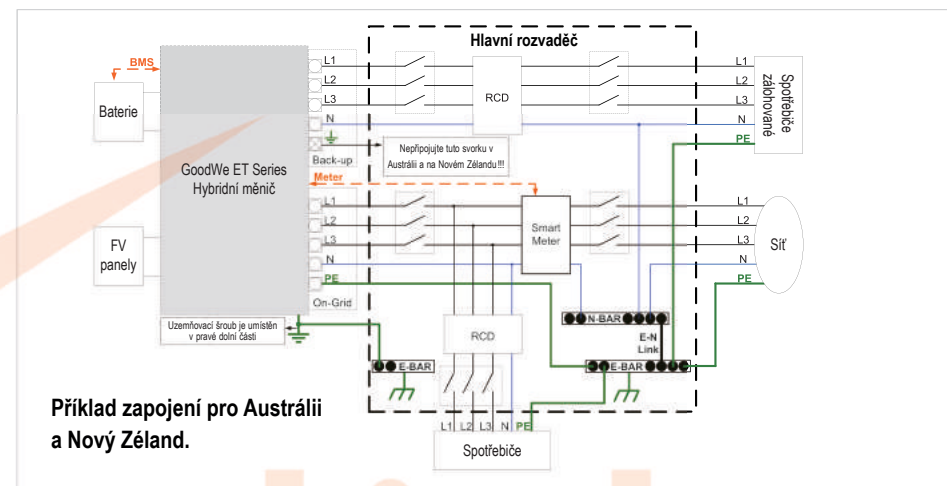 Hlavní rozvaděč
BMS
Baterie
GoodWe ET Series
Hybridní měnič
FV
panely
L1
L2
L3
N
Back-up
RCD
L1
L2
L3
N
PE
Spotřebiče
zálohované
Nepřipojujte tuto svorku v
Austrálii a na Novém Zélandu!!!
Meter
L1
L2
L3
N
PE
On-Grid
Smart
Meter
L1
L2
L3
N
PE
Síť
Uzemňovací šroub je umístěn
v pravé dolní části
RCD
N-BAR
E-N
Link
E-BAR
E-BAR
L1 L2 L3 N PE
Spotřebiče
Příklad zapojení pro Austrálii
a Nový Zéland.